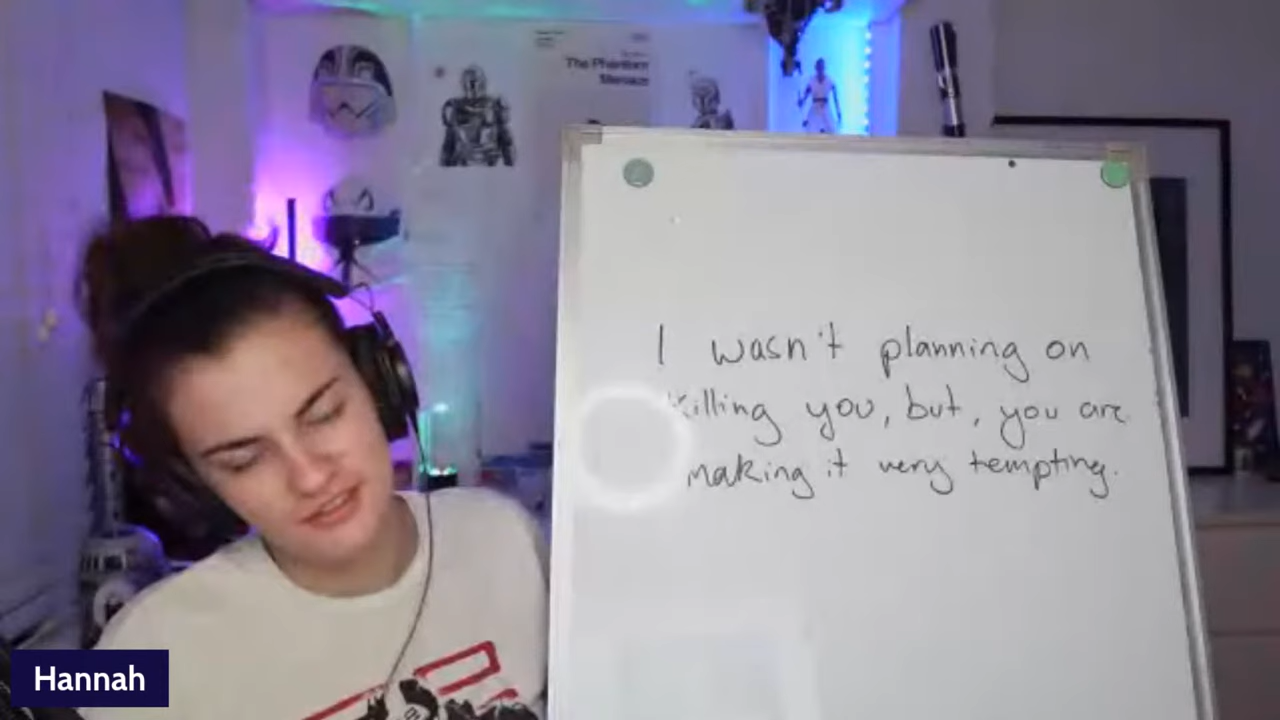 The Phantom
Menace
I wasn't planning on
killing you, but, you are
making it very tempting.
Hannah